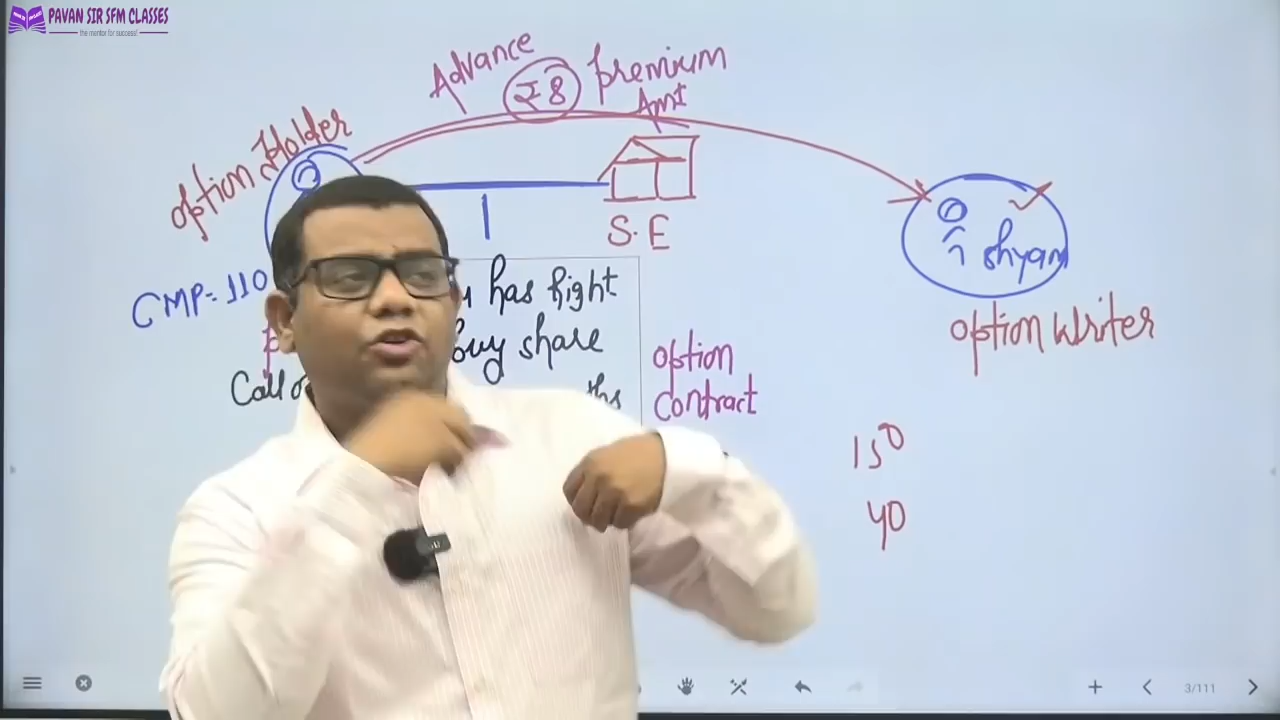 PAVAN SIR SFM CLASSES
the mentor for success!
Advance
₹8
premium
Amt
option Holder
S.E
shyam
CMP = 110
has Right
option Writer
buy share
option
Call
ths
contract
150
40
3/111